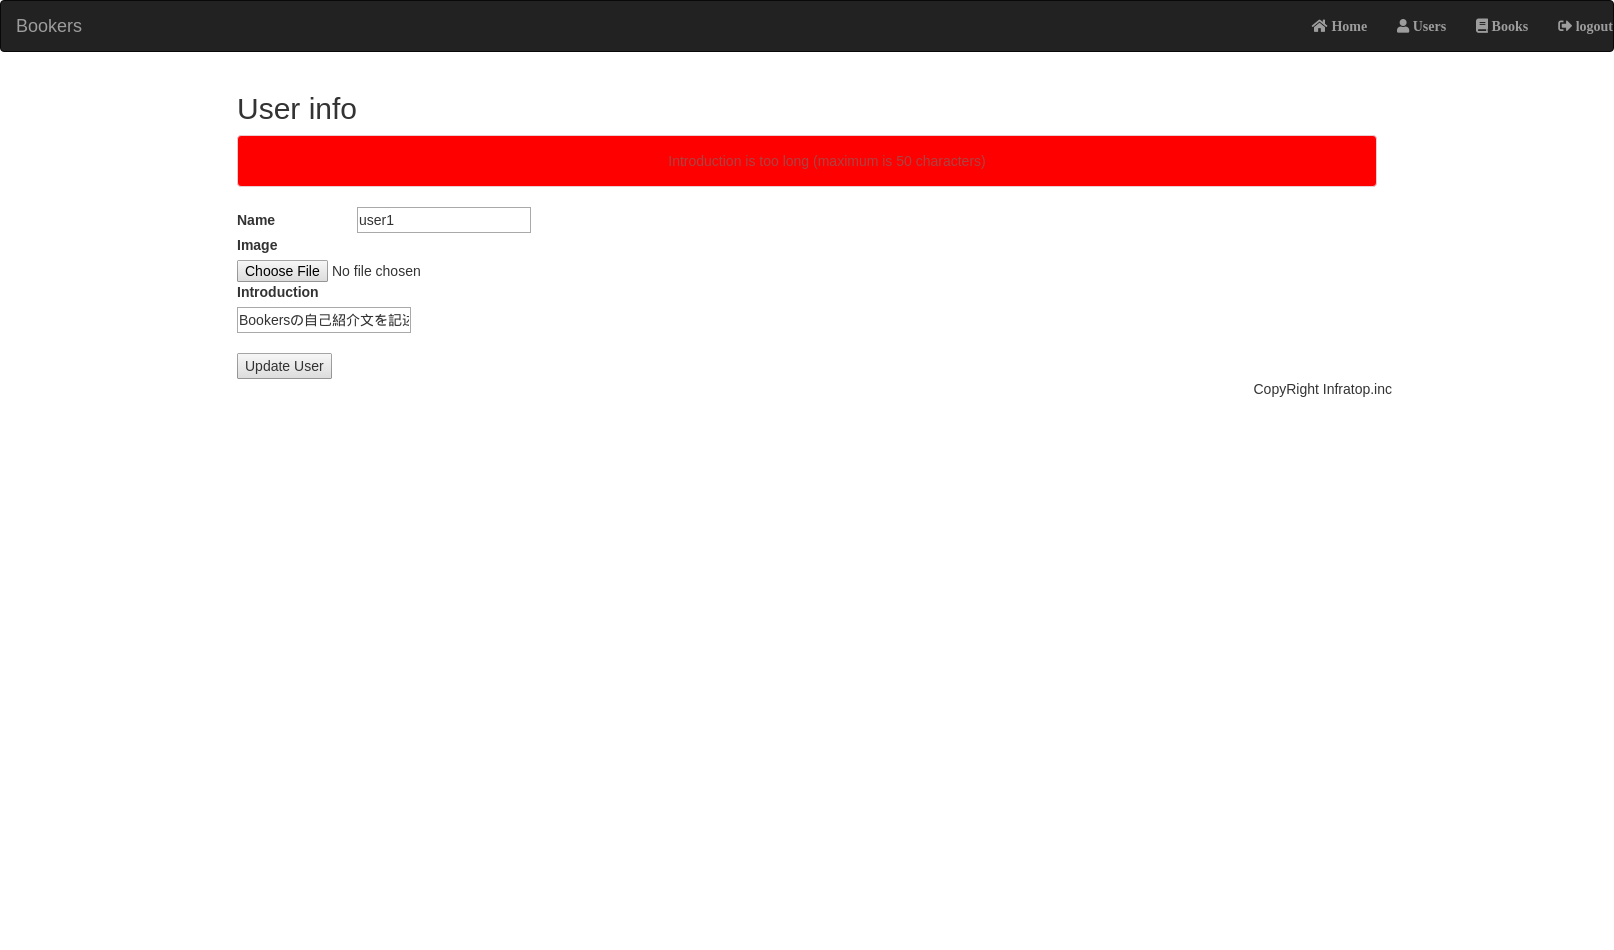 Bookers Home Users Books logout
User info
Introduction is too long (maximum is 50 characters)
Name user1
Image
Choose File No file chosen
Introduction
Bookersの自己紹介文を記
Update User
CopyRight Infratop.inc